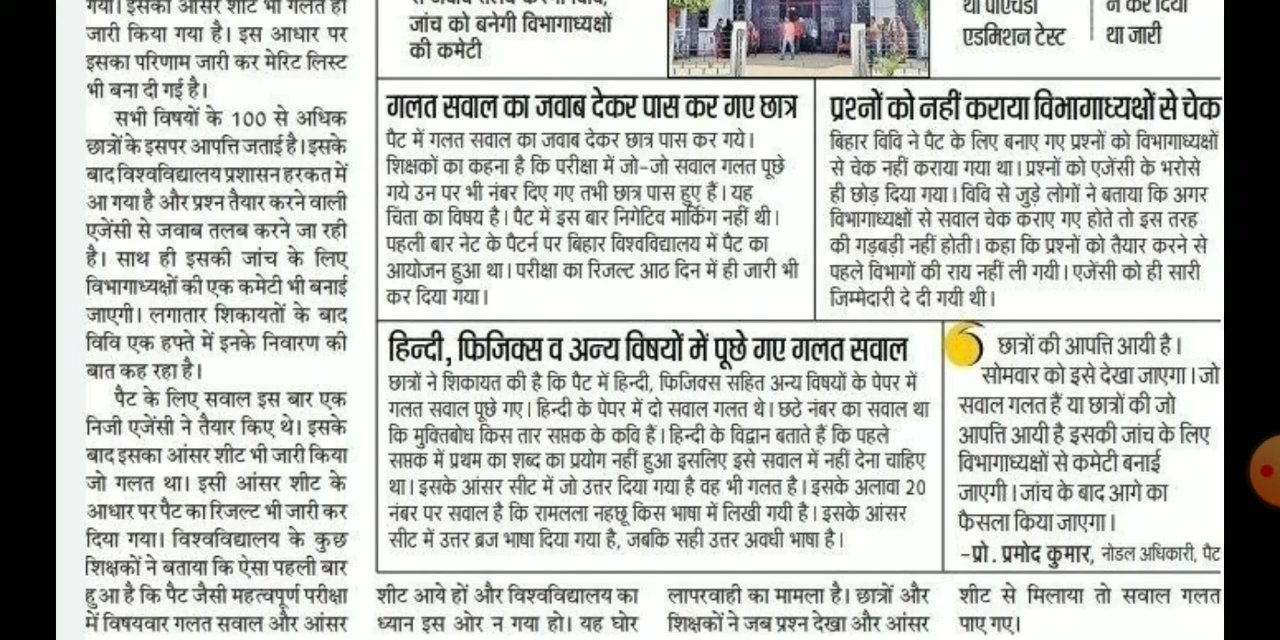 गया। इसका आंसर शीट भी गलत ही
जारी किया गया है। इस आधार पर
इसका परिणाम जारी कर मेरिट लिस्ट
भी बना दी गई है।
सभी विषयों के 100 से अधिक
छात्रों के इसपर आपत्ति जताई है। इसके
बाद विश्वविद्यालय प्रशासन हरकत में
आ गया है और प्रश्न तैयार करने वाली
एजेंसी से जवाब तलब करने जा रही
है। साथ ही इसकी जांच के लिए
विभागाध्यक्षों की एक कमेटी भी बनाई
जाएगी। लगातार शिकायतों के बाद
विवि एक हफ्ते में इनके निवारण की
बात कह रहा है।
पैट के लिए सवाल इस बार एक
निजी एजेंसी ने तैयार किए थे। इसके
बाद इसका आंसर शीट भी जारी किया
जो गलत था। इसी आंसर शीट के
आधार पर पैट का रिजल्ट भी जारी कर
दिया गया। विश्वविद्यालय के कुछ
शिक्षकों ने बताया कि ऐसा पहली बार
हुआ है कि पैट जैसी महत्वपूर्ण परीक्षा
में विषयवार गलत सवाल और आंसर
जांच को बनेगी विभागाध्यक्षों
की कमेटी
था पीएचडी
एडमिशन टेस्ट
ने कर दिया
था जारी
गलत सवाल का जवाब देकर पास कर गए छात्र
पैट में गलत सवाल का जवाब देकर छात्र पास कर गये।
शिक्षकों का कहना है कि परीक्षा में जो-जो सवाल गलत पूछे
गये उन पर भी नंबर दिए गए तभी छात्र पास हुए हैं। यह
चिंता का विषय है। पैट में इस बार निगेटिव मार्किंग नहीं थी।
पहली बार नेट के पैटर्न पर बिहार विश्वविद्यालय में पैट का
आयोजन हुआ था। परीक्षा का रिजल्ट आठ दिन में ही जारी भी
कर दिया गया।
प्रश्नों को नहीं कराया विभागाध्यक्षों से चेक
बिहार विवि ने पैट के लिए बनाए गए प्रश्नों को विभागाध्यक्षों
से चेक नहीं कराया गया था। प्रश्नों को एजेंसी के भरोसे
ही छोड़ दिया गया। विवि से जुड़े लोगों ने बताया कि अगर
विभागाध्यक्षों से सवाल चेक कराए गए होते तो इस तरह
की गड़बड़ी नहीं होती। कहा कि प्रश्नों को तैयार करने से
पहले विभागों की राय नहीं ली गयी। एजेंसी को ही सारी
जिम्मेदारी दे दी गयी थी।
हिन्दी, फिजिक्स व अन्य विषयों में पूछे गए गलत सवाल
छात्रों ने शिकायत की है कि पैट में हिन्दी, फिजिक्स सहित अन्य विषयों के पेपर में
गलत सवाल पूछे गए। हिन्दी के पेपर में दो सवाल गलत थे। छठे नंबर का सवाल था
कि मुक्तिबोध किस तार सप्तक के कवि हैं। हिन्दी के विद्वान बताते हैं कि पहले
सप्तक में प्रथम का शब्द का प्रयोग नहीं हुआ इसलिए इसे सवाल में नहीं देना चाहिए
था। इसके आंसर सीट में जो उत्तर दिया गया है वह भी गलत है। इसके अलावा 20
नंबर पर सवाल है कि रामलला नहछू किस भाषा में लिखी गयी है। इसके आंसर
सीट में उत्तर ब्रज भाषा दिया गया है, जबकि सही उत्तर अवधी भाषा है।
छात्रों की आपत्ति आयी है।
सोमवार को इसे देखा जाएगा। जो
सवाल गलत हैं या छात्रों की जो
आपत्ति आयी है इसकी जांच के लिए
विभागाध्यक्षों से कमेटी बनाई
जाएगी। जांच के बाद आगे का
फैसला किया जाएगा।
-प्रो. प्रमोद कुमार, नोडल अधिकारी, पैट
शीट आये हों और विश्वविद्यालय का
ध्यान इस ओर न गया हो। यह घोर
लापरवाही का मामला है। छात्रों और
शिक्षकों ने जब प्रश्न देखा और आंसर
शीट से मिलाया तो सवाल गलत
पाए गए।